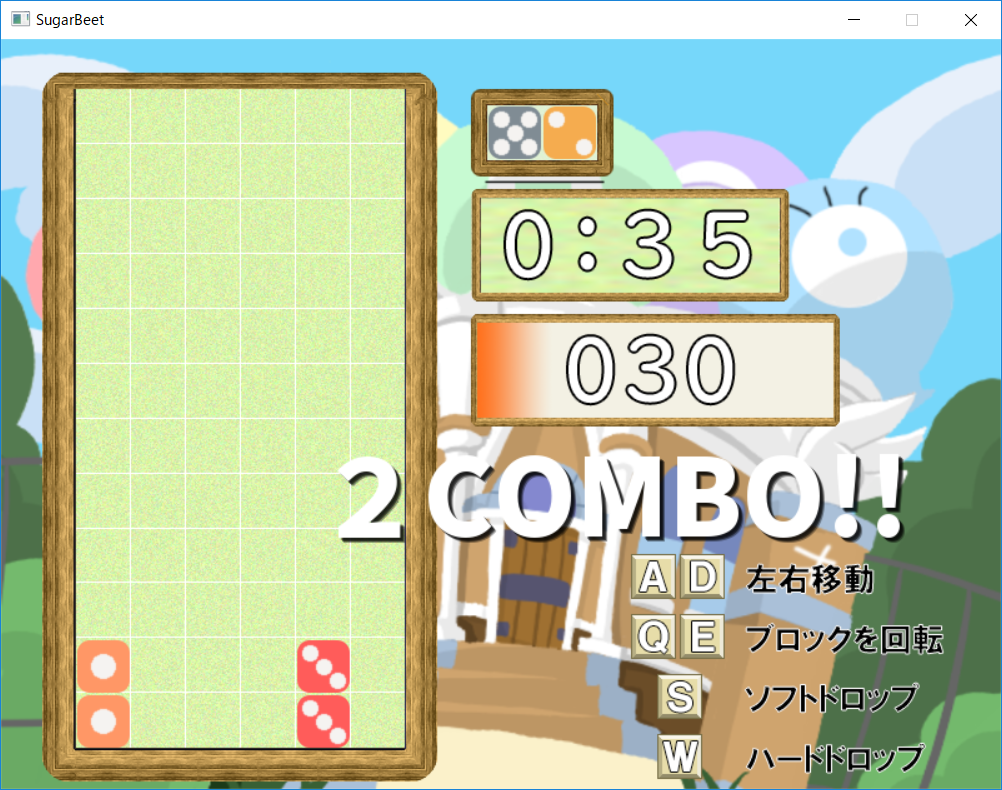 SugarBeet
0:35
030
2 COMBO!!
A D 左右移動
Q E ブロックを回転
S ソフトドロップ
W ハードドロップ